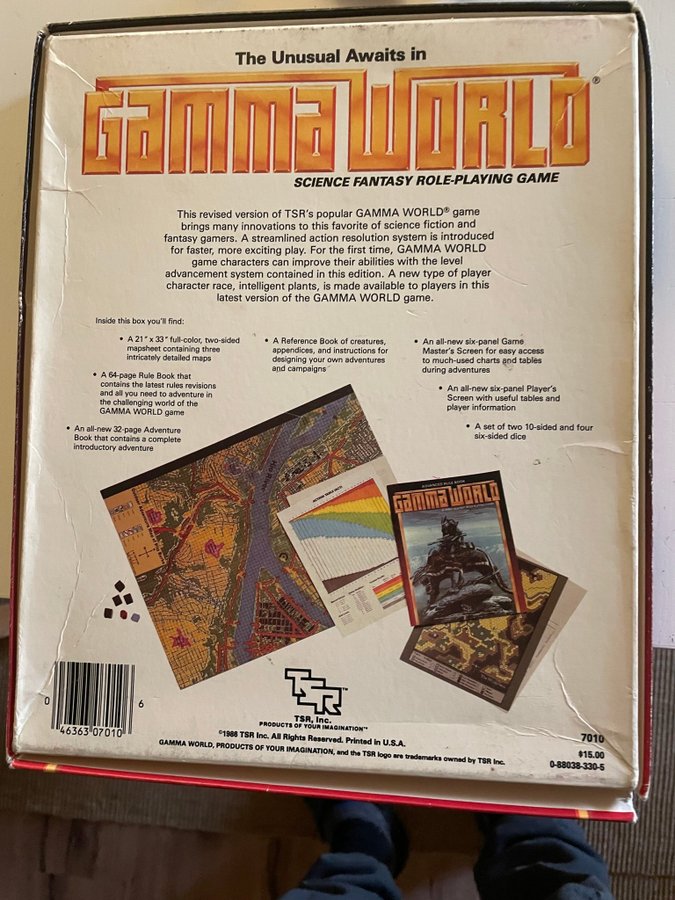 The Unusual Awaits in
GAMMA WORLD®
SCIENCE FANTASY ROLE-PLAYING GAME
This revised version of TSR's popular GAMMA WORLD® game
brings many innovations to this favorite of science fiction and
fantasy gamers. A streamlined action resolution system is introduced
for faster, more exciting play. For the first time, GAMMA WORLD
game characters can improve their abilities with the level
advancement system contained in this edition. A new type of player
character race, intelligent plants, is made available to players in this
latest version of the GAMMA WORLD game.
Inside this box you'll find:
• A 21" x 33" full-color, two-sided
mapsheet containing three
intricately detailed maps
• A 64-page Rule Book that
contains the latest rules revisions
and all you need to adventure in
the challenging world of the
GAMMA WORLD game
• An all-new 32-page Adventure
Book that contains a complete
introductory adventure
• A Reference Book of creatures,
appendices, and instructions for
designing your own adventures
and campaigns
• An all-new six-panel Game
Master's Screen for easy access
to much-used charts and tables
during adventures
• An all-new six-panel Player's
Screen with useful tables and
player information
• A set of two 10-sided and four
six-sided dice
GAMMA WORLD
0 46363 07010 6
TSR™
TSR, Inc.
PRODUCTS OF YOUR IMAGINATION™
©1986 TSR Inc. All Rights Reserved. Printed in U.S.A.
GAMMA WORLD, PRODUCTS OF YOUR IMAGINATION, and the TSR logo are trademarks owned by TSR Inc.
7010
$15.00
0-88038-330-5